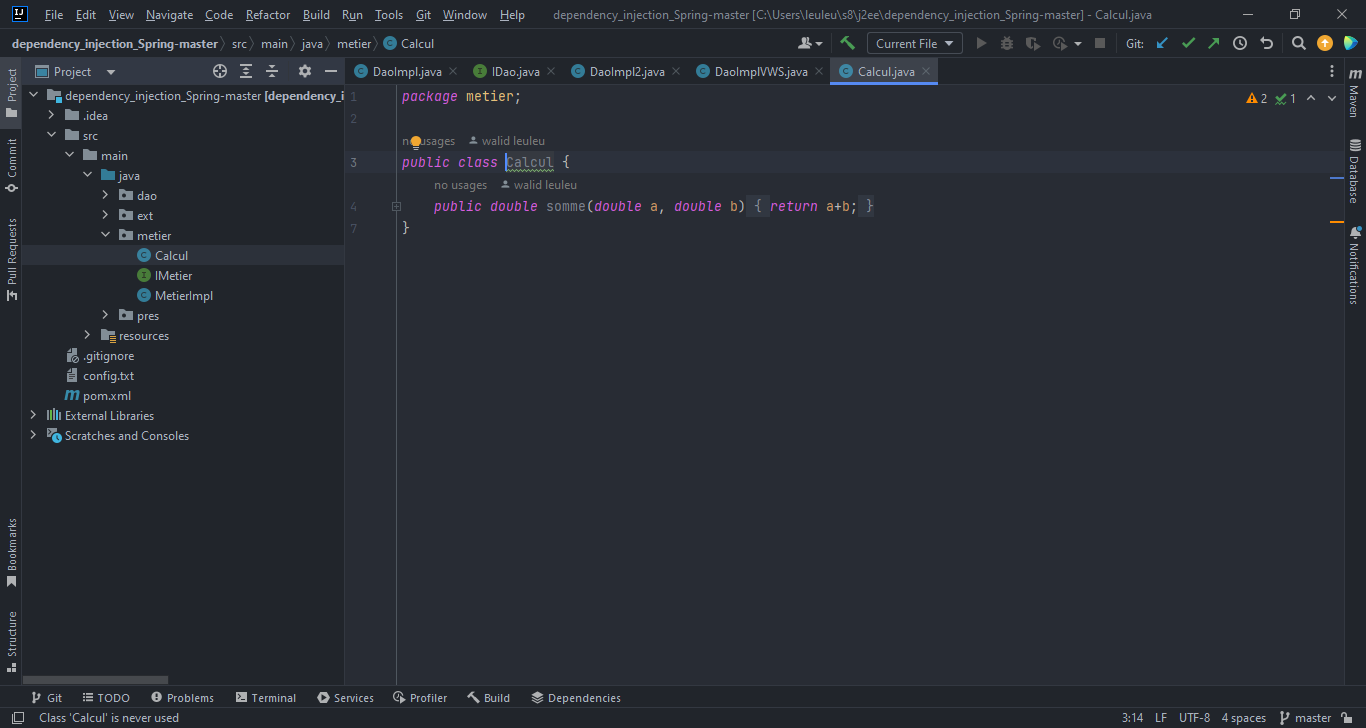 File Edit View Navigate Code Refactor Build Run Tools Git Window Help dependency_injection_Spring-master [C:\Users\leuleu\s8\j2ee\dependency_injection_Spring-master] - Calcul.java
dependency_injection_Spring-master src main java metier Calcul Current File Git:
Project
DaoImpl.java IDao.java DaoImpl2.java DaoImplVWS.java Calcul.java
dependency_injection_Spring-master [dependency_i
.idea
src
main
java
dao
ext
metier
Calcul
IMetier
MetierImpl
pres
resources
.gitignore
config.txt
pom.xml
External Libraries
Scratches and Consoles
1 package metier;
2
no usages walid leuleu
3 public class Calcul {
no usages walid leuleu
4 public double somme(double a, double b) { return a+b; }
7 }
2 1
Project
Commit
Pull Requests
Bookmarks
Structure
Maven
Database
Notifications
Git TODO Problems Terminal Services Profiler Build Dependencies
Class 'Calcul' is never used 3:14 LF UTF-8 4 spaces master